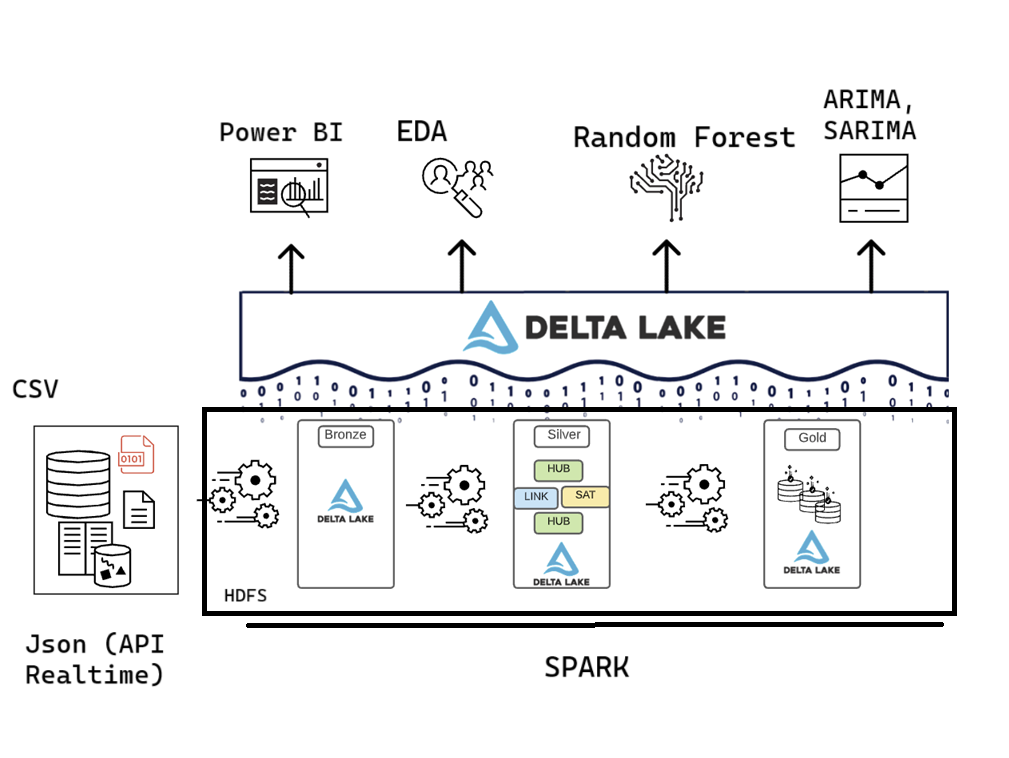 ARIMA,
SARIMA
Power BI
EDA
Random Forest
DELTA LAKE
CSV
0101
Bronze
DELTA LAKE
Silver
HUB
LINK
SAT
HUB
DELTA LAKE
Gold
DELTA LAKE
HDFS
Json (API
Realtime)
SPARK